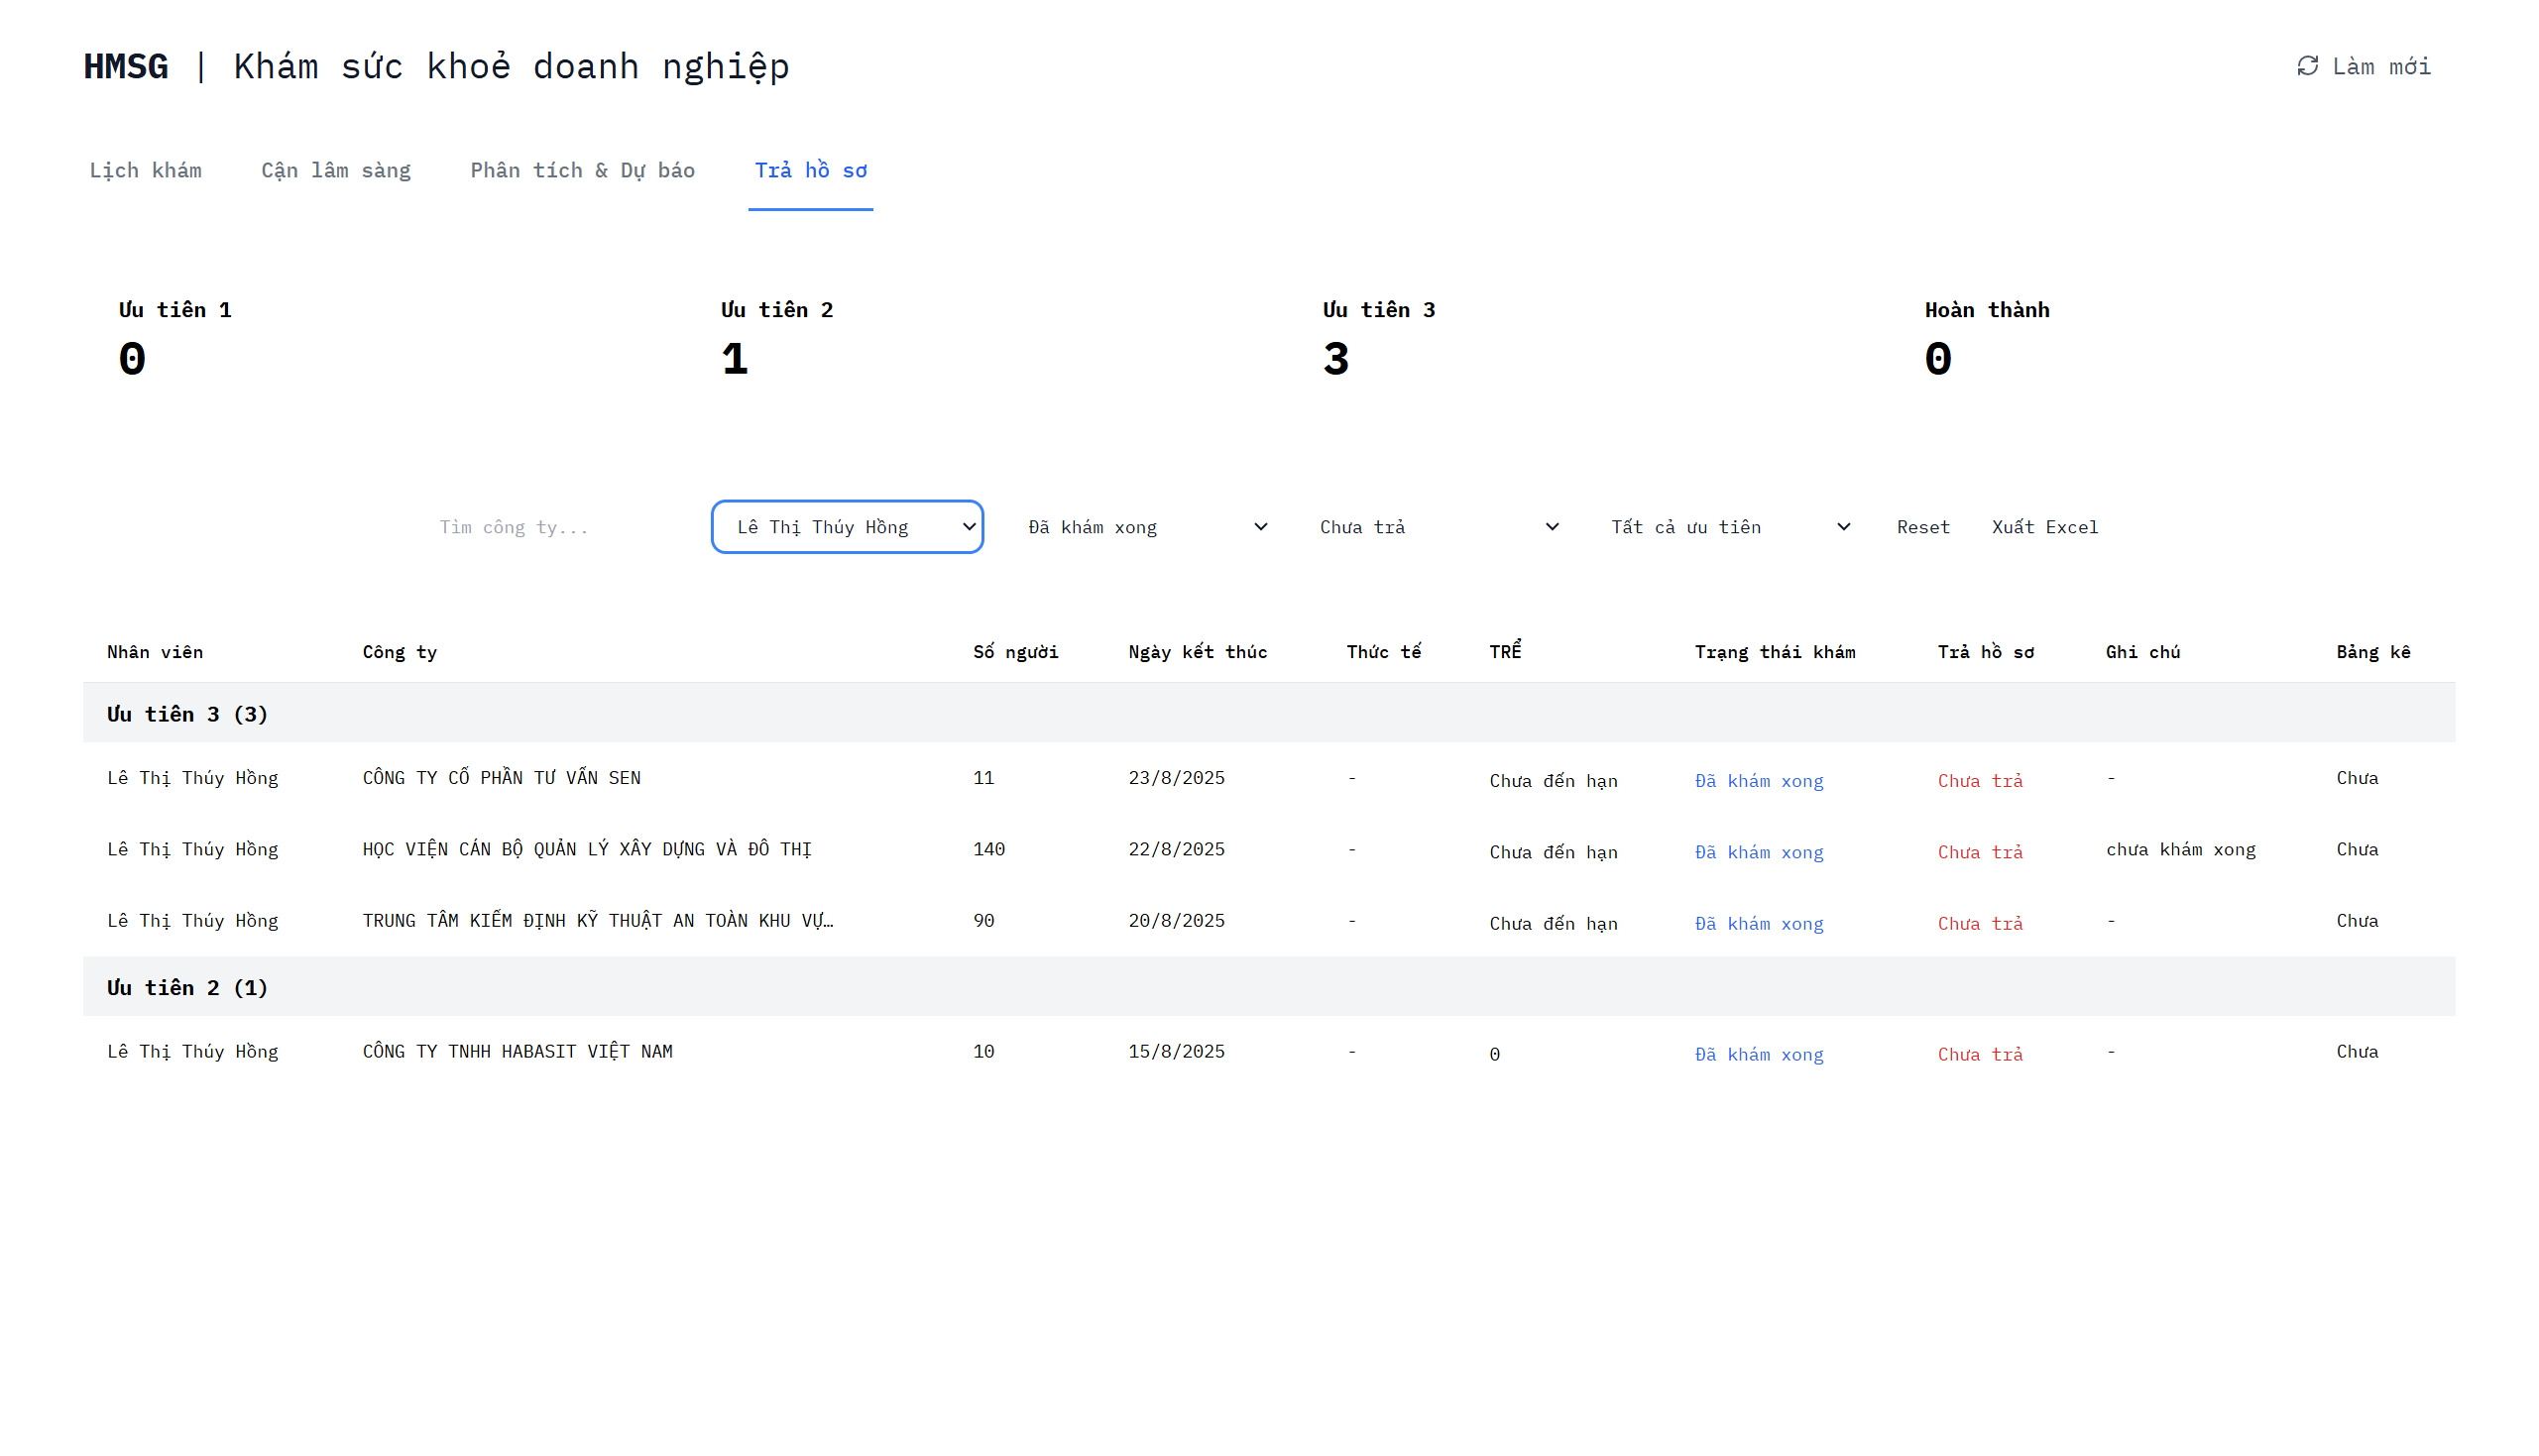 HMSG | Khám sức khoẻ doanh nghiệp
Làm mới
Lịch khám Cận lâm sàng Phân tích & Dự báo Trả hồ sơ
Ưu tiên 1 Ưu tiên 2 Ưu tiên 3 Hoàn thành
0 1 3 0
Tìm công ty... Lê Thị Thúy Hồng Đã khám xong Chưa trả Tất cả ưu tiên Reset Xuất Excel
Nhân viên Công ty Số người Ngày kết thúc Thức tế TRỂ Trạng thái khám Trả hồ sơ Ghi chú Bảng kê
Ưu tiên 3 (3)
Lê Thị Thúy Hồng CÔNG TY CỔ PHẦN TƯ VẤN SEN 11 23/8/2025 - Chưa đến hạn Đã khám xong Chưa trả - Chưa
Lê Thị Thúy Hồng HỌC VIỆN CÁN BỘ QUẢN LÝ XÂY DỰNG VÀ ĐÔ THỊ 140 22/8/2025 - Chưa đến hạn Đã khám xong Chưa trả chưa khám xong Chưa
Lê Thị Thúy Hồng TRUNG TÂM KIỂM ĐỊNH KỸ THUẬT AN TOÀN KHU VỰ… 90 20/8/2025 - Chưa đến hạn Đã khám xong Chưa trả - Chưa
Ưu tiên 2 (1)
Lê Thị Thúy Hồng CÔNG TY TNHH HABASIT VIỆT NAM 10 15/8/2025 - 0 Đã khám xong Chưa trả - Chưa